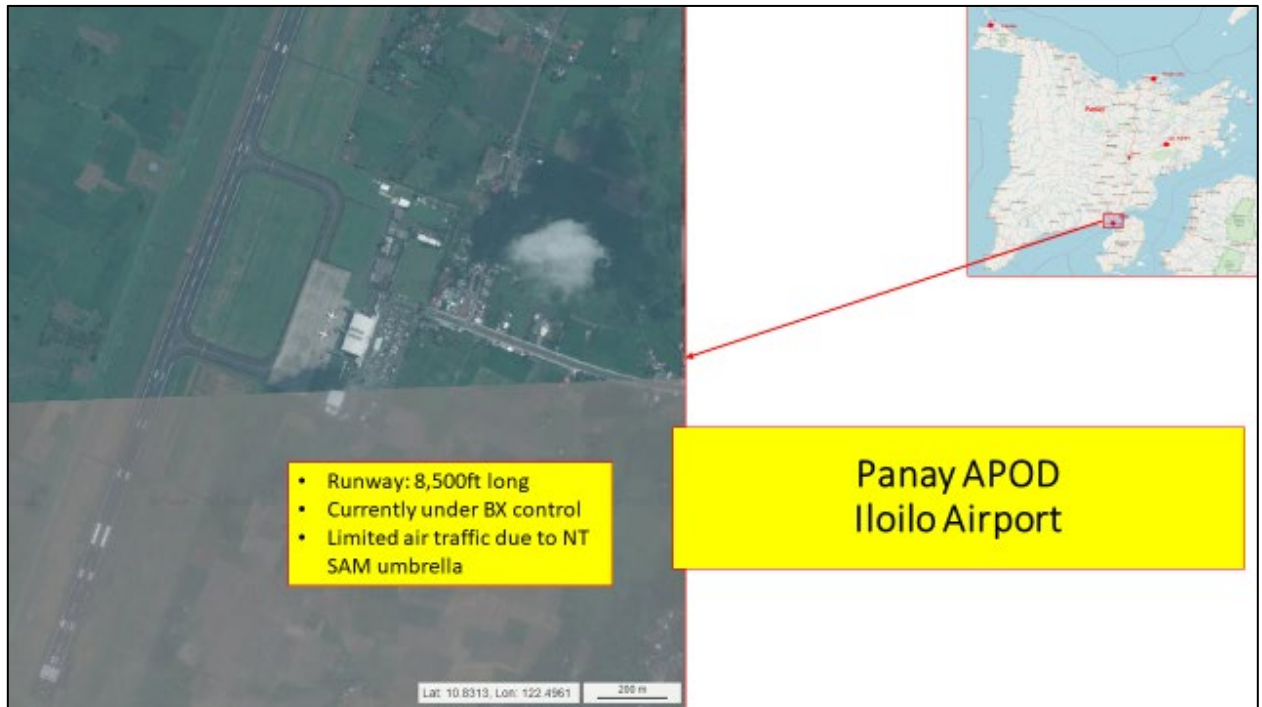 Panay
• Runway: 8,500ft long
• Currently under BX control
• Limited air traffic due to NT
SAM umbrella
Panay APOD
Iloilo Airport
Lat: 10.8313, Lon: 122.4961
200 m